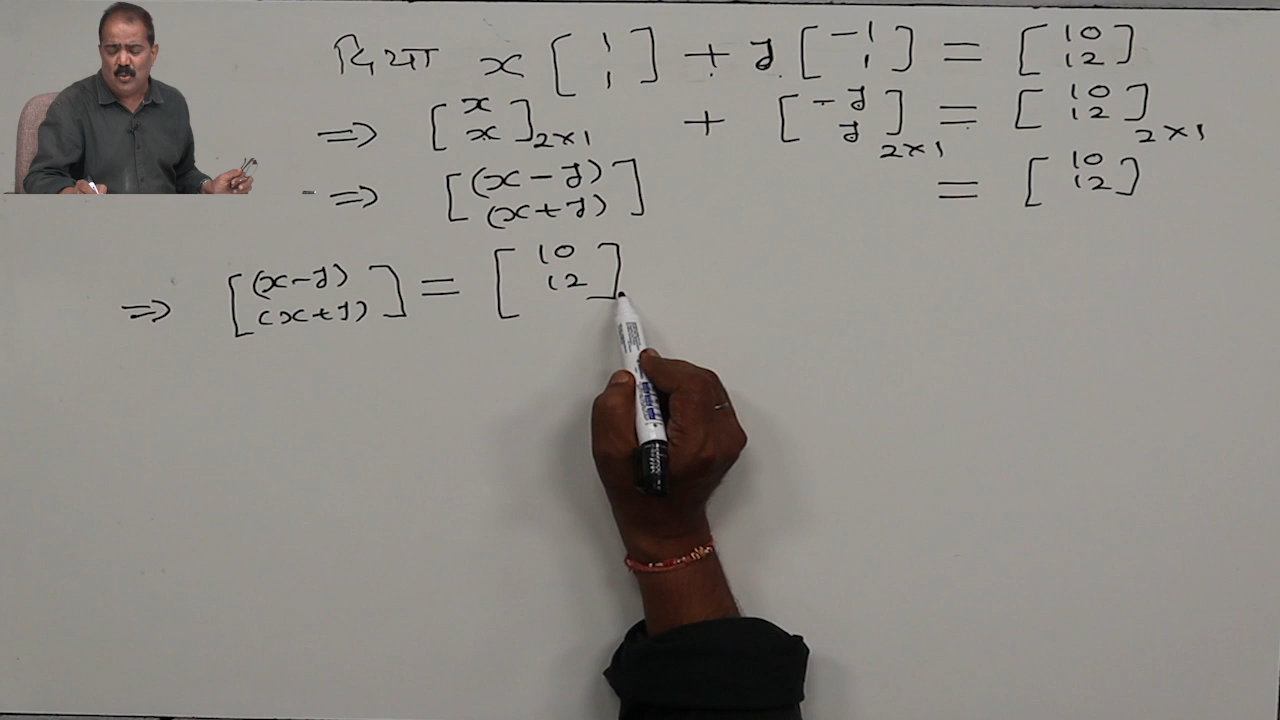 दिया x [ 1 1 ] + y [ -1 1 ] = [ 10 12 ]
⇒ [ x x ]2×1 + [ -y y ]2×1 = [ 10 12 ]2×1
⇒ [ (x-y) (x+y) ] = [ 10 12 ]
⇒ [ (x-y) (x+y) ] = [ 10 12 ]